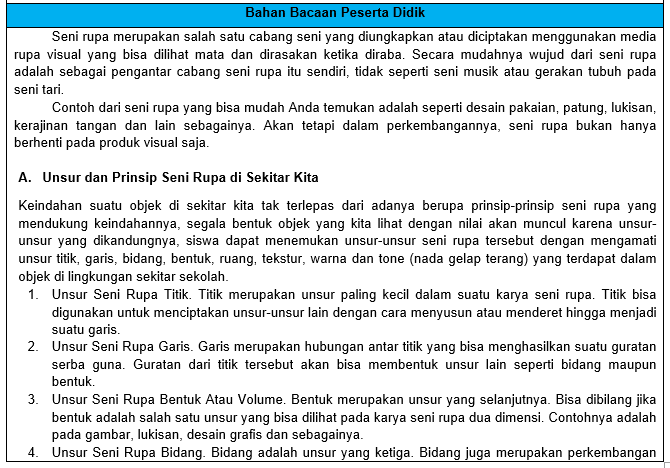 Bahan Bacaan Peserta Didik
Seni rupa merupakan salah satu cabang seni yang diungkapkan atau diciptakan menggunakan media
rupa visual yang bisa dilihat mata dan dirasakan ketika diraba. Secara mudahnya wujud dari seni rupa
adalah sebagai pengantar cabang seni rupa itu sendiri, tidak seperti seni musik atau gerakan tubuh pada
seni tari.
Contoh dari seni rupa yang bisa mudah Anda temukan adalah seperti desain pakaian, patung, lukisan,
kerajinan tangan dan lain sebagainya. Akan tetapi dalam perkembangannya, seni rupa bukan hanya
berhenti pada produk visual saja.
A. Unsur dan Prinsip Seni Rupa di Sekitar Kita
Keindahan suatu objek di sekitar kita tak terlepas dari adanya berupa prinsip-prinsip seni rupa yang
mendukung keindahannya, segala bentuk objek yang kita lihat dengan nilai akan muncul karena unsur-
unsur yang dikandungnya, siswa dapat menemukan unsur-unsur seni rupa tersebut dengan mengamati
unsur titik, garis, bidang, bentuk, ruang, tekstur, warna dan tone (nada gelap terang) yang terdapat dalam
objek di lingkungan sekitar sekolah.
1. Unsur Seni Rupa Titik. Titik merupakan unsur paling kecil dalam suatu karya seni rupa. Titik bisa
digunakan untuk menciptakan unsur-unsur lain dengan cara menyusun atau menderet hingga menjadi
suatu garis.
2. Unsur Seni Rupa Garis. Garis merupakan hubungan antar titik yang bisa menghasilkan suatu guratan
serba guna. Guratan dari titik tersebut akan bisa membentuk unsur lain seperti bidang maupun
bentuk.
3. Unsur Seni Rupa Bentuk Atau Volume. Bentuk merupakan unsur yang selanjutnya. Bisa dibilang jika
bentuk adalah salah satu unsur yang bisa dilihat pada karya seni rupa dua dimensi. Contohnya adalah
pada gambar, lukisan, desain grafis dan sebagainya.
4. Unsur Seni Rupa Bidang. Bidang adalah unsur yang ketiga. Bidang juga merupakan perkembangan